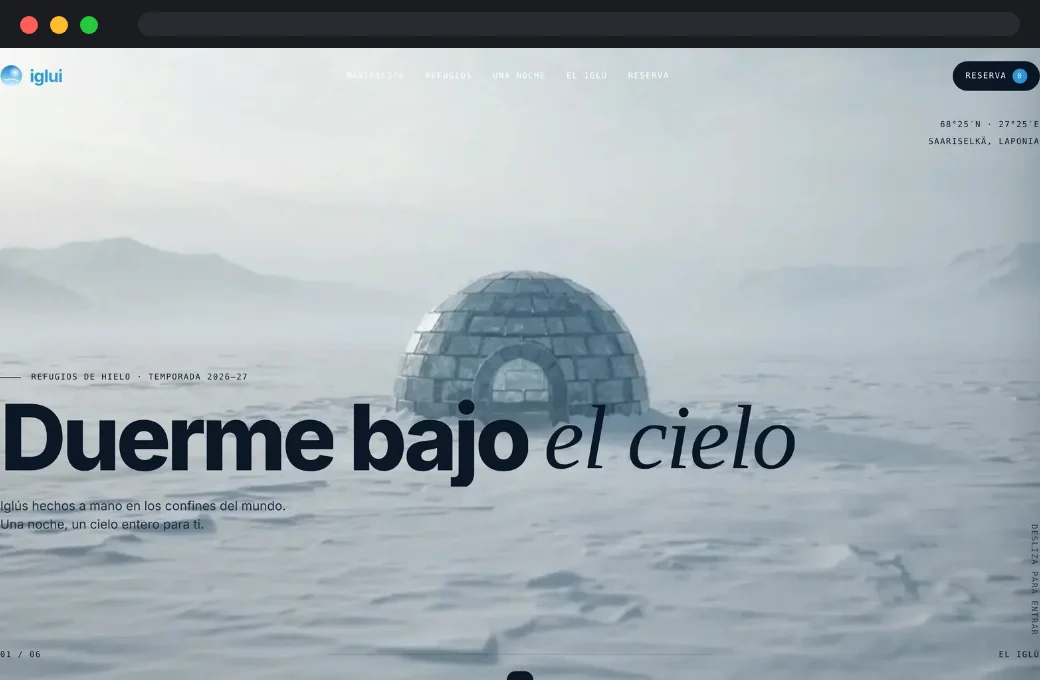 iglui
MANIFIESTO REFUGIOS UNA NOCHE EL IGLÚ RESERVA
RESERVA 0
68°25′N · 27°25′E
SAARISELKÄ, LAPONIA
REFUGIOS DE HIELO · TEMPORADA 2026—27
Duerme bajo el cielo
Iglús hechos a mano en los confines del mundo.
Una noche, un cielo entero para ti.
DESLIZA PARA ENTRAR
01 / 06
EL IGLÚ